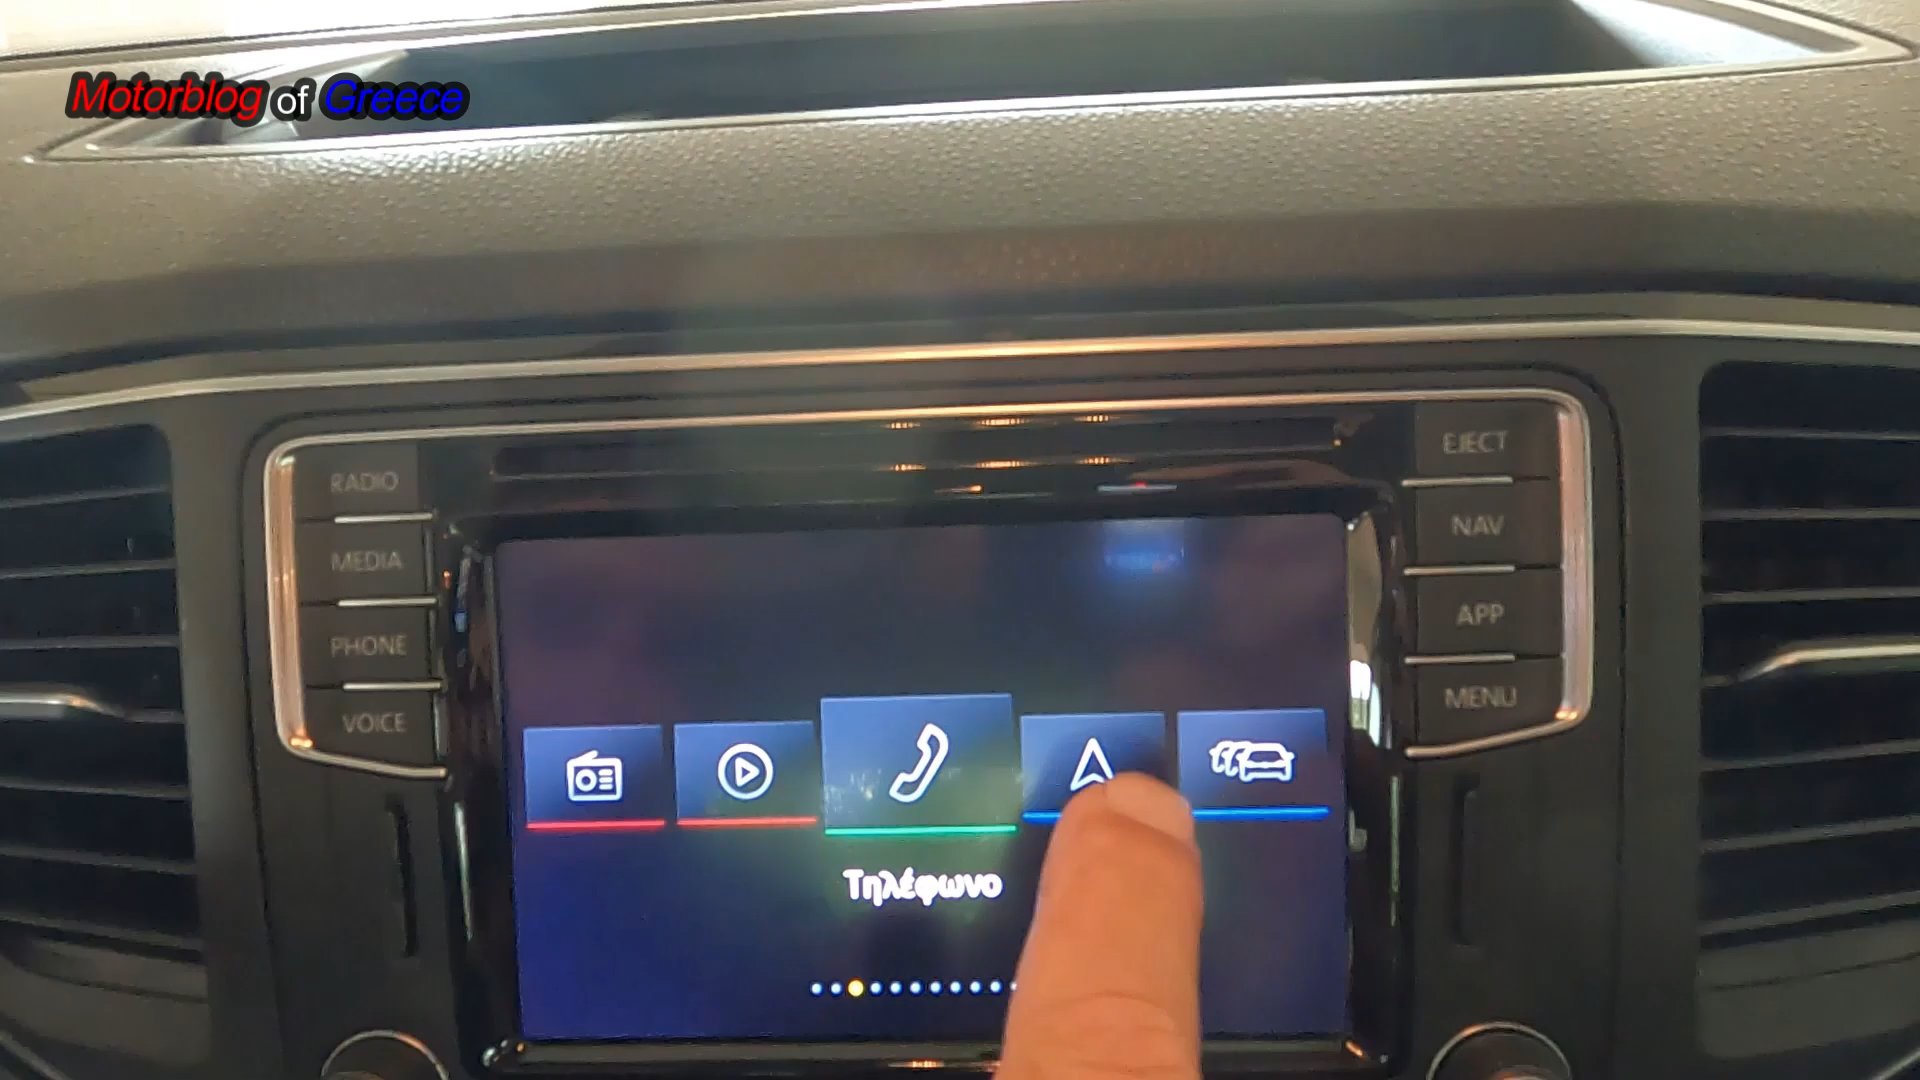 Motorblog of Greece
RADIO
MEDIA
PHONE
VOICE
EJECT
NAV
APP
MENU
Τηλέφωνο